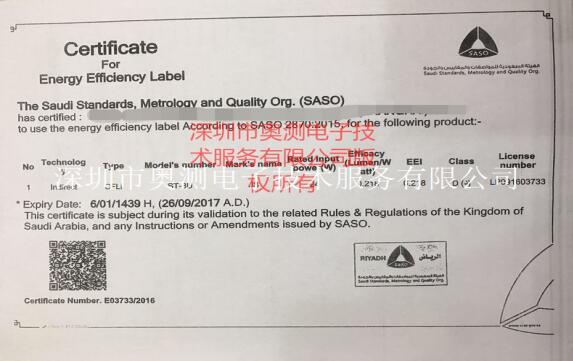 Certificate
For
Energy Efficiency Label
SASO
الهيئة السعودية للمواصفات والمقاييس والجودة
Saudi Standards, Metrology and Quality Org.
The Saudi Standards, Metrology and Quality Org. (SASO)
has certified :
to use the energy efficiency label According to SASO 2870:2015, for the following product:-
深圳市奥测电子技
术服务有限公司版
权所有
深圳市奥测电子技术服务有限公司
No Technolog y Type Model's number Mark's name Rated Input powe (W) Efficacy (Lumen/W att) EEI Class License number
1 Indirect CFLI 0.218
* Expiry Date: 6/01/1439 H, (26/09/2017 A.D.)
This certificate is subject during its validation to the related Rules & Regulations of the Kingdom of
Saudi Arabia, and any Instructions or Amendments issued by SASO.
RIYADH SASO الرياض
Saudi Standards, Metrology and Quality Org.
Certificate Number. E03733/2016